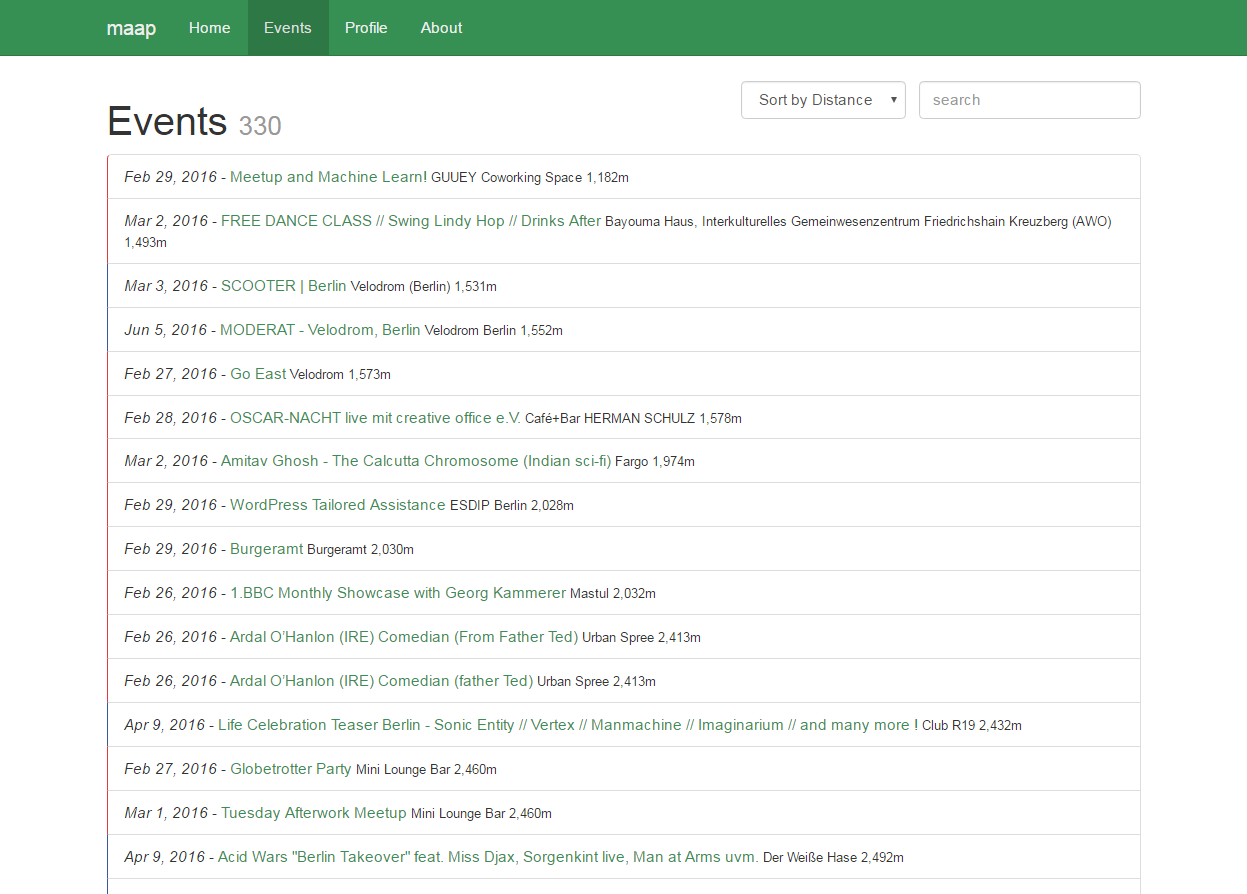 maap Home Events Profile About
Sort by Distance search
Events 330
Feb 29, 2016 - Meetup and Machine Learn! GUUEY Coworking Space 1,182m
Mar 2, 2016 - FREE DANCE CLASS // Swing Lindy Hop // Drinks After Bayouma Haus, Interkulturelles Gemeinwesenzentrum Friedrichshain Kreuzberg (AWO)
1,493m
Mar 3, 2016 - SCOOTER | Berlin Velodrom (Berlin) 1,531m
Jun 5, 2016 - MODERAT - Velodrom, Berlin Velodrom Berlin 1,552m
Feb 27, 2016 - Go East Velodrom 1,573m
Feb 28, 2016 - OSCAR-NACHT live mit creative office e.V. Café+Bar HERMAN SCHULZ 1,578m
Mar 2, 2016 - Amitav Ghosh - The Calcutta Chromosome (Indian sci-fi) Fargo 1,974m
Feb 29, 2016 - WordPress Tailored Assistance ESDIP Berlin 2,028m
Feb 29, 2016 - Burgeramt Burgeramt 2,030m
Feb 26, 2016 - 1.BBC Monthly Showcase with Georg Kammerer Mastul 2,032m
Feb 26, 2016 - Ardal O’Hanlon (IRE) Comedian (From Father Ted) Urban Spree 2,413m
Feb 26, 2016 - Ardal O’Hanlon (IRE) Comedian (father Ted) Urban Spree 2,413m
Apr 9, 2016 - Life Celebration Teaser Berlin - Sonic Entity // Vertex // Manmachine // Imaginarium // and many more ! Club R19 2,432m
Feb 27, 2016 - Globetrotter Party Mini Lounge Bar 2,460m
Mar 1, 2016 - Tuesday Afterwork Meetup Mini Lounge Bar 2,460m
Apr 9, 2016 - Acid Wars "Berlin Takeover" feat. Miss Djax, Sorgenkint live, Man at Arms uvm. Der Weiße Hase 2,492m